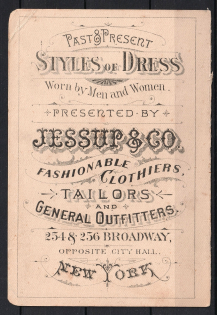 PAST & PRESENT
STYLES OF DRESS
Worn by Men and Women.
PRESENTED BY
JESSUP & CO.
FASHIONABLE
CLOTHIERS,
TAILORS
AND
GENERAL OUTFITTERS.
254 & 256 BROADWAY,
OPPOSITE CITY HALL,
NEW YORK